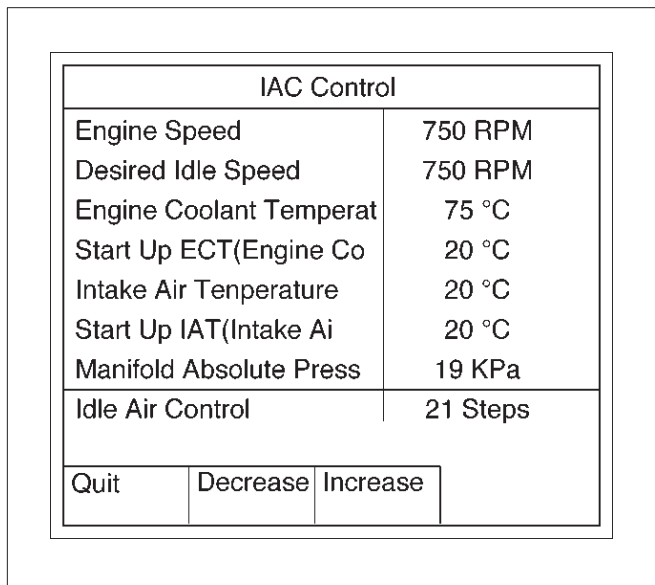 IAC Control
Engine Speed 750 RPM
Desired Idle Speed 750 RPM
Engine Coolant Temperat 75 °C
Start Up ECT(Engine Co 20 °C
Intake Air Tenperature 20 °C
Start Up IAT(Intake Ai 20 °C
Manifold Absolute Press 19 KPa
Idle Air Control 21 Steps
Quit Decrease Increase